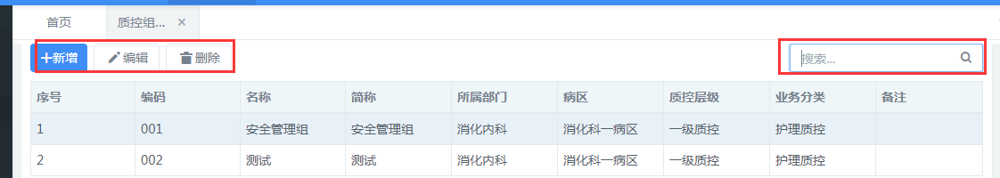 首页 质控组... ×
新增 编辑 删除 搜索...
序号 编码 名称 简称 所属部门 病区 质控层级 业务分类 备注
1 001 安全管理组 安全管理组 消化内科 消化科一病区 一级质控 护理质控
2 002 测试 测试 消化内科 消化科一病区 一级质控 护理质控